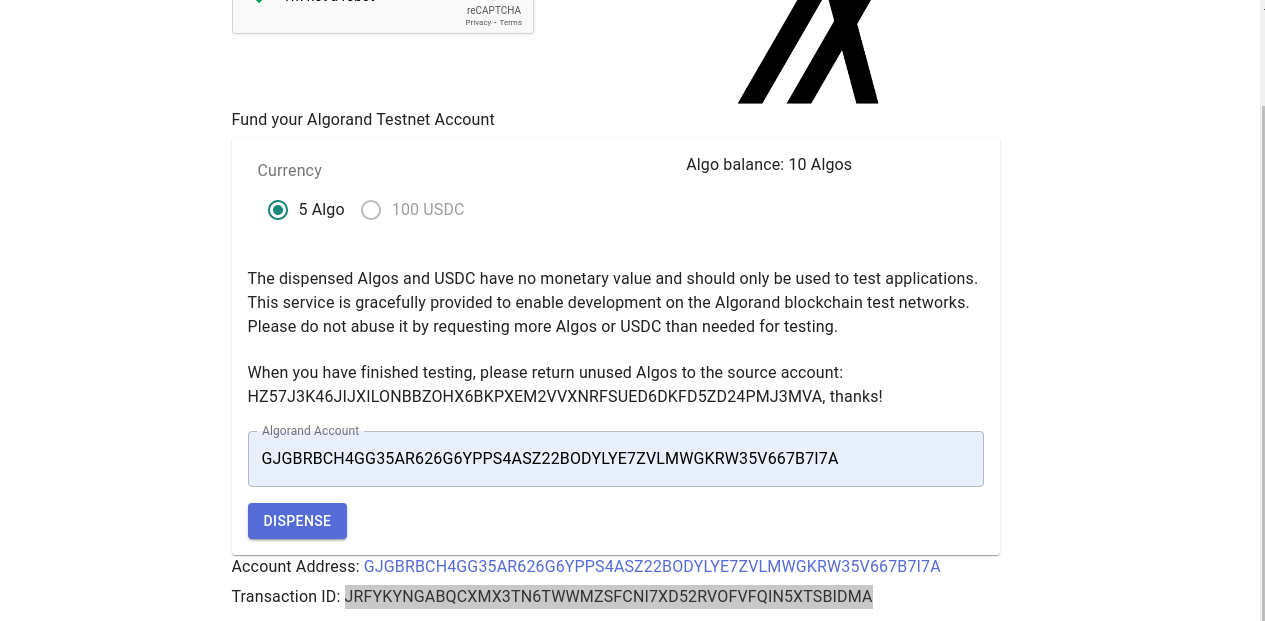 reCAPTCHA
Privacy - Terms
Fund your Algorand Testnet Account
Currency
Algo balance: 10 Algos
5 Algo
100 USDC
The dispensed Algos and USDC have no monetary value and should only be used to test applications.
This service is gracefully provided to enable development on the Algorand blockchain test networks.
Please do not abuse it by requesting more Algos or USDC than needed for testing.
When you have finished testing, please return unused Algos to the source account:
HZ57J3K46JIJXILONBBZOHX6BKPXEM2VVXNRFSUED6DKFD5ZD24PMJ3MVA, thanks!
Algorand Account
GJGBRBCH4GG35AR626G6YPPS4ASZ22BODYLYE7ZVLMWGKRW35V667B7I7A
DISPENSE
Account Address: GJGBRBCH4GG35AR626G6YPPS4ASZ22BODYLYE7ZVLMWGKRW35V667B7I7A
Transaction ID: JRFYKYNGABQCXMX3TN6TWWMZSFCNI7XD52RVOFVFQIN5XTSBIDMA